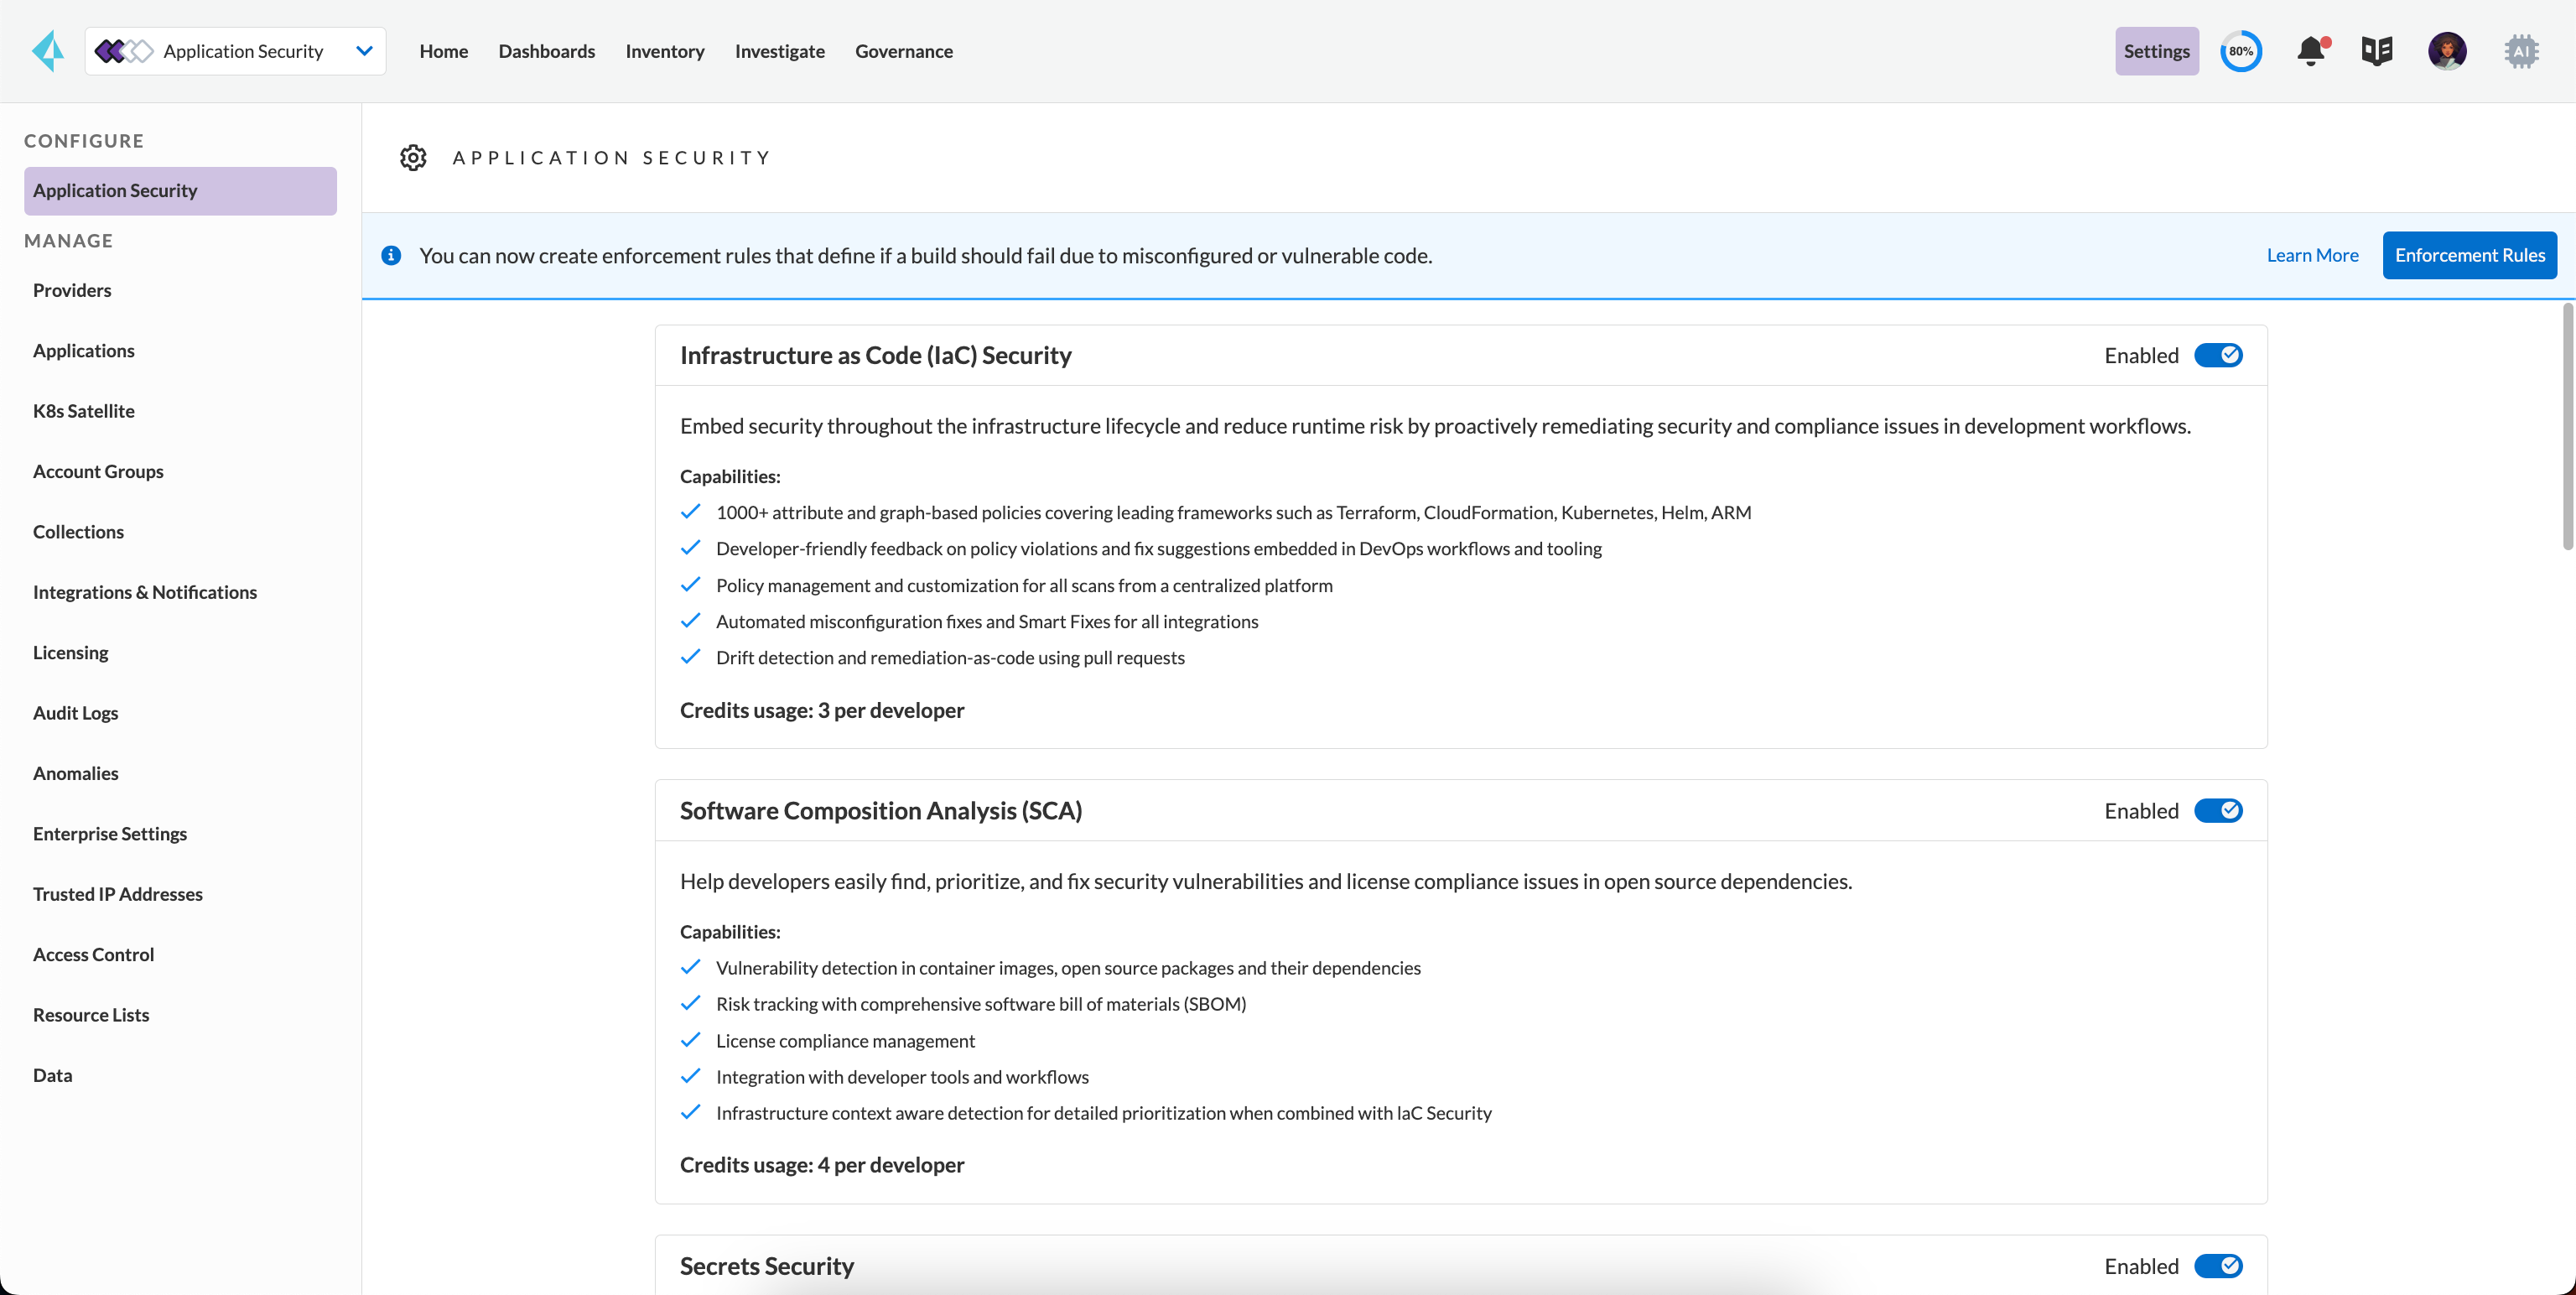 Application Security
Home
Dashboards
Inventory
Investigate
Governance
Settings
80%
AI
CONFIGURE
Application Security
MANAGE
Providers
Applications
K8s Satellite
Account Groups
Collections
Integrations & Notifications
Licensing
Audit Logs
Anomalies
Enterprise Settings
Trusted IP Addresses
Access Control
Resource Lists
Data
APPLICATION SECURITY
You can now create enforcement rules that define if a build should fail due to misconfigured or vulnerable code.
Learn More
Enforcement Rules
Infrastructure as Code (IaC) Security
Enabled
Embed security throughout the infrastructure lifecycle and reduce runtime risk by proactively remediating security and compliance issues in development workflows.
Capabilities:
1000+ attribute and graph-based policies covering leading frameworks such as Terraform, CloudFormation, Kubernetes, Helm, ARM
Developer-friendly feedback on policy violations and fix suggestions embedded in DevOps workflows and tooling
Policy management and customization for all scans from a centralized platform
Automated misconfiguration fixes and Smart Fixes for all integrations
Drift detection and remediation-as-code using pull requests
Credits usage: 3 per developer
Software Composition Analysis (SCA)
Enabled
Help developers easily find, prioritize, and fix security vulnerabilities and license compliance issues in open source dependencies.
Capabilities:
Vulnerability detection in container images, open source packages and their dependencies
Risk tracking with comprehensive software bill of materials (SBOM)
License compliance management
Integration with developer tools and workflows
Infrastructure context aware detection for detailed prioritization when combined with IaC Security
Credits usage: 4 per developer
Secrets Security
Enabled